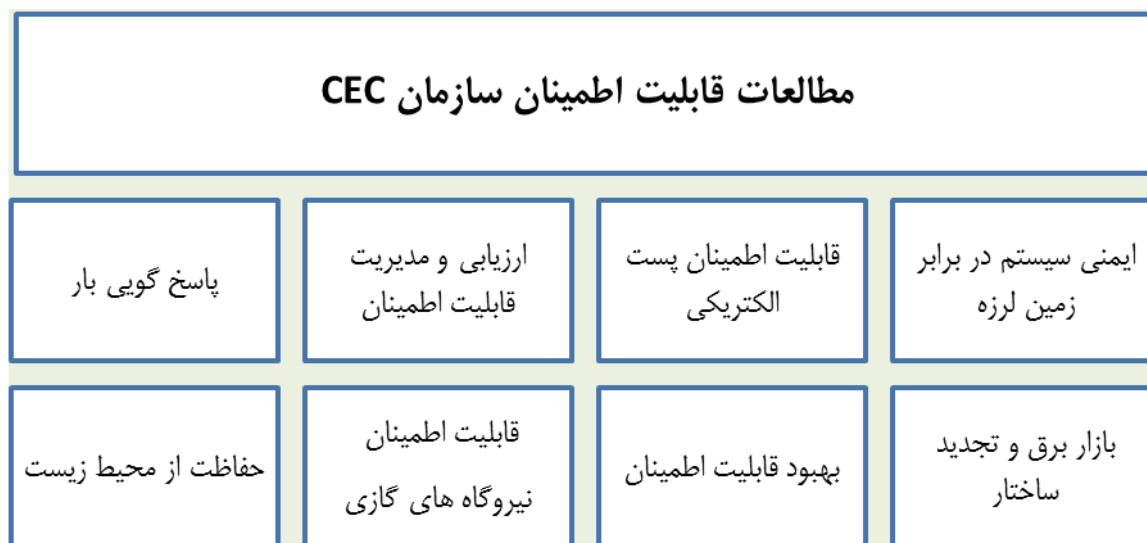 مطالعات قابلیت اطمینان سازمان CEC
ایمنی سیستم در برابر
زمین لرزه
قابلیت اطمینان پست
الکتریکی
ارزیابی و مدیریت
قابلیت اطمینان
پاسخ گویی بار
بازار برق و تجدید
ساختار
بهبود قابلیت اطمینان
قابلیت اطمینان
نیروگاه های گازی
حفاظت از محیط زیست